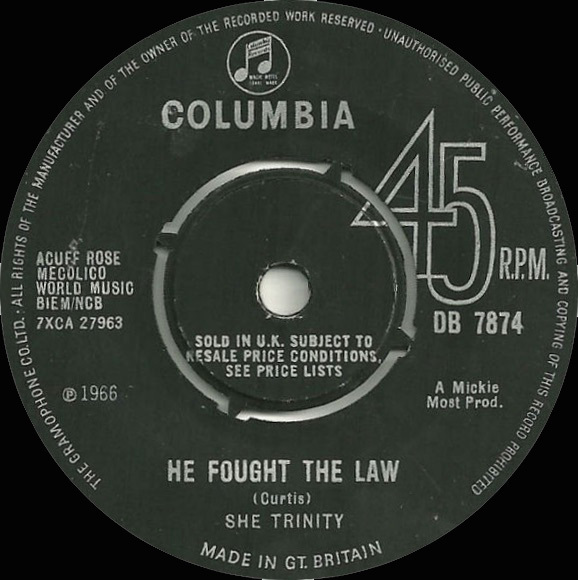 THE GRAMOPHONE CO. LTD. · ALL RIGHTS OF THE MANUFACTURER AND OF THE OWNER OF THE RECORDED WORK RESERVED · UNAUTHORISED PUBLIC PERFORMANCE BROADCASTING AND COPYING OF THIS RECORD PROHIBITED
COLUMBIA
45
R.P.M.
ACUFF ROSE
MECOLICO
WORLD MUSIC
BIEM/NCB
7XCA 27963
DB 7874
SOLD IN U.K. SUBJECT TO
RESALE PRICE CONDITIONS,
SEE PRICE LISTS
℗ 1966
A Mickie
Most Prod.
HE FOUGHT THE LAW
(Curtis)
SHE TRINITY
MADE IN GT. BRITAIN